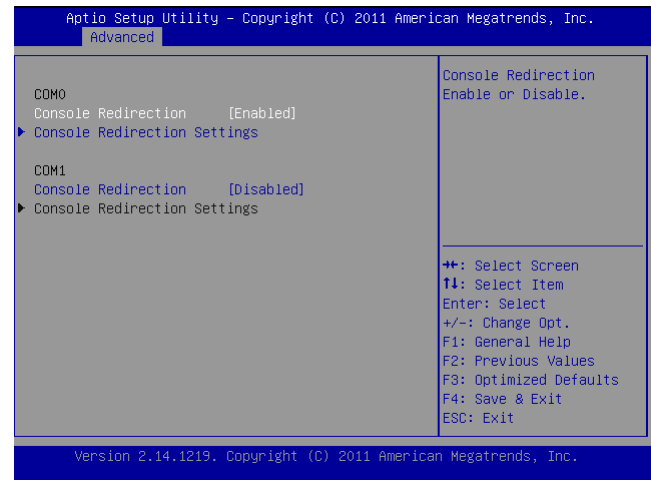 Aptio Setup Utility – Copyright (C) 2011 American Megatrends, Inc.
Advanced
COM0
Console Redirection [Enabled]
Console Redirection Settings
COM1
Console Redirection [Disabled]
Console Redirection Settings
Console Redirection
Enable or Disable.
→←: Select Screen
↑↓: Select Item
Enter: Select
+/-: Change Opt.
F1: General Help
F2: Previous Values
F3: Optimized Defaults
F4: Save & Exit
ESC: Exit
Version 2.14.1219. Copyright (C) 2011 American Megatrends, Inc.